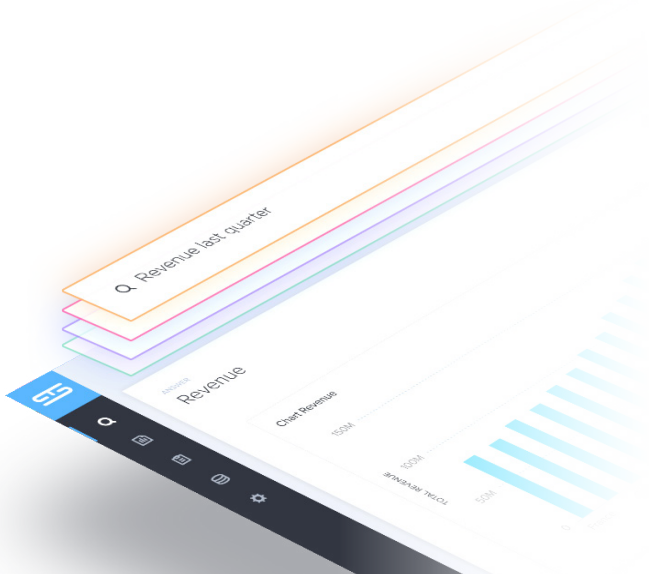 Revenue last quarter
ANSWER
Revenue
Chart Revenue
150M
100M
TOTAL REVENUE
50M
0